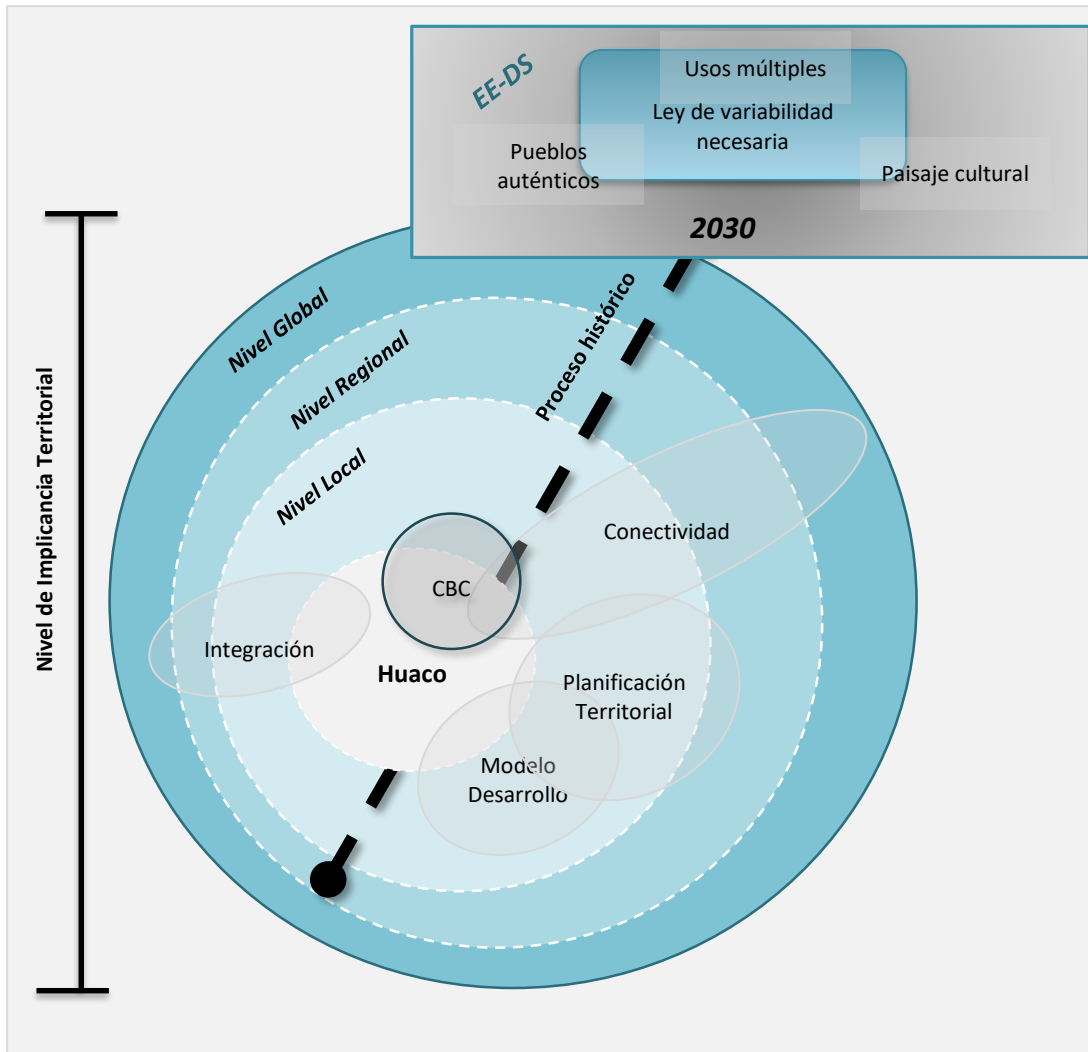 EE-DS
Usos múltiples
Ley de variabilidad
necesaria
Pueblos
auténticos
Paisaje cultural
2030
Nivel de Implicancia Territorial
Nivel Global
Nivel Regional
Nivel Local
Proceso histórico
Conectividad
CBC
Integración
Huaco
Planificación
Territorial
Modelo
Desarrollo